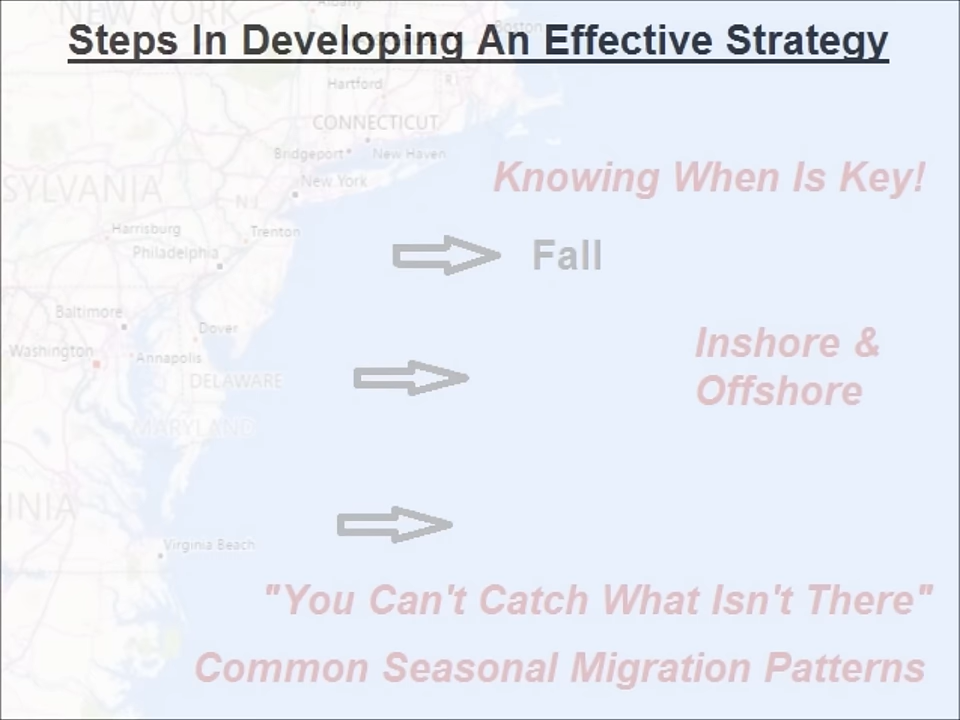 NEW YORK
Albany
Boston
Steps In Developing An Effective Strategy
Hartford
R I
CONNECTICUT
Bridgeport New Haven
Knowing When Is Key!
SYLVANIA
New York
N J
Harrisburg
Trenton
Philadelphia
Fall
Baltimore
Dover
Inshore &
Washington
Annapolis
DELAWARE
Offshore
MARYLAND
INIA
Virginia Beach
"You Can't Catch What Isn't There"
Common Seasonal Migration Patterns